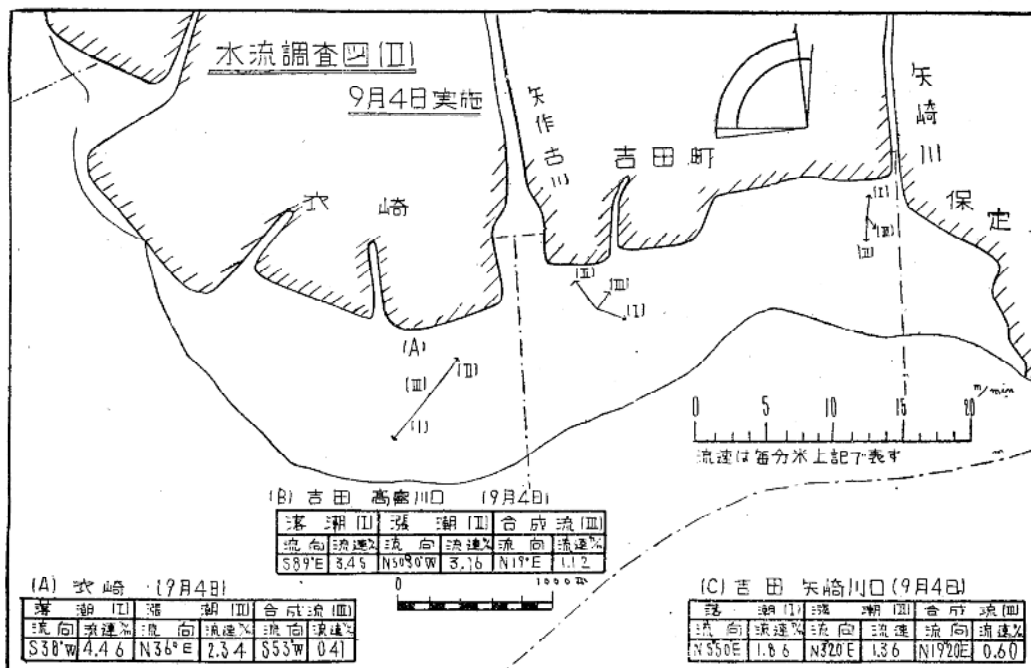 水流調査図(II)
9月4日実施
矢作古川
吉田町
矢崎川
保定
衣崎
(I)
(III)
(II)
(II)
(III)
(I)
(A)
(II)
(III)
(I)
m/min
0 5 10 15 20
流速は毎分米上記で表す
(B) 吉田 高密川口 (9月4日)
落潮(I) 漲潮(II) 合成流(III)
流向 流速% 流向 流速% 流向 流速%
S89°E 3.45 3.16 N19°E 1.12
0 1000m
(A) 衣崎 (9月4日)
落潮(I) 漲潮(II) 合成流(III)
流向 流速% 流向 流速% 流向 流速%
S38°W 4.46 N36°E 2.34 S53°W 0.41
(C) 吉田 矢崎川口(9月4日)
落潮(I) 漲潮(II) 合成流(III)
流向 流速% 流向 流速 流向 流速%
1.86 1.36 0.60